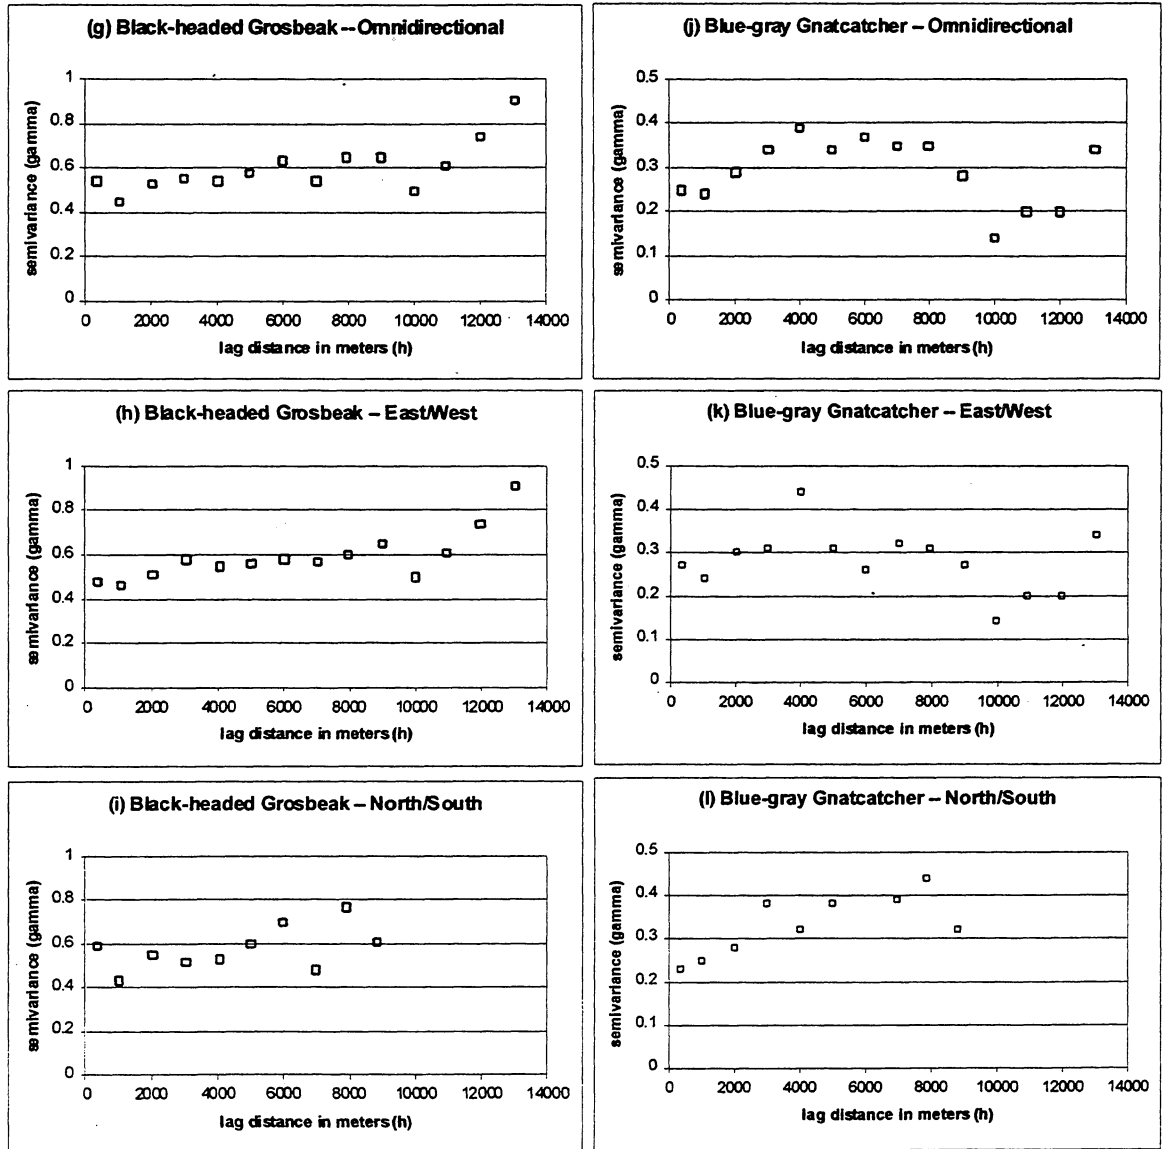 (g) Black-headed Grosbeak -- Omnidirectional
semivariance (gamma)
1
0.8
0.6
0.4
0.2
0
0 2000 4000 6000 8000 10000 12000 14000
lag distance in meters (h)
(j) Blue-gray Gnatcatcher -- Omnidirectional
semivariance (gamma)
0.5
0.4
0.3
0.2
0.1
0
0 2000 4000 6000 8000 10000 12000 14000
lag distance in meters (h)
(h) Black-headed Grosbeak -- East/West
semivariance (gamma)
1
0.8
0.6
0.4
0.2
0
0 2000 4000 6000 8000 10000 12000 14000
lag distance in meters (h)
(k) Blue-gray Gnatcatcher -- East/West
semivariance (gamma)
0.5
0.4
0.3
0.2
0.1
0
0 2000 4000 6000 8000 10000 12000 14000
lag distance in meters (h)
(i) Black-headed Grosbeak -- North/South
semivariance (gamma)
1
0.8
0.6
0.4
0.2
0
0 2000 4000 6000 8000 10000 12000 14000
lag distance in meters (h)
(l) Blue-gray Gnatcatcher -- North/South
semivariance (gamma)
0.5
0.4
0.3
0.2
0.1
0
0 2000 4000 6000 8000 10000 12000 14000
lag distance in meters (h)